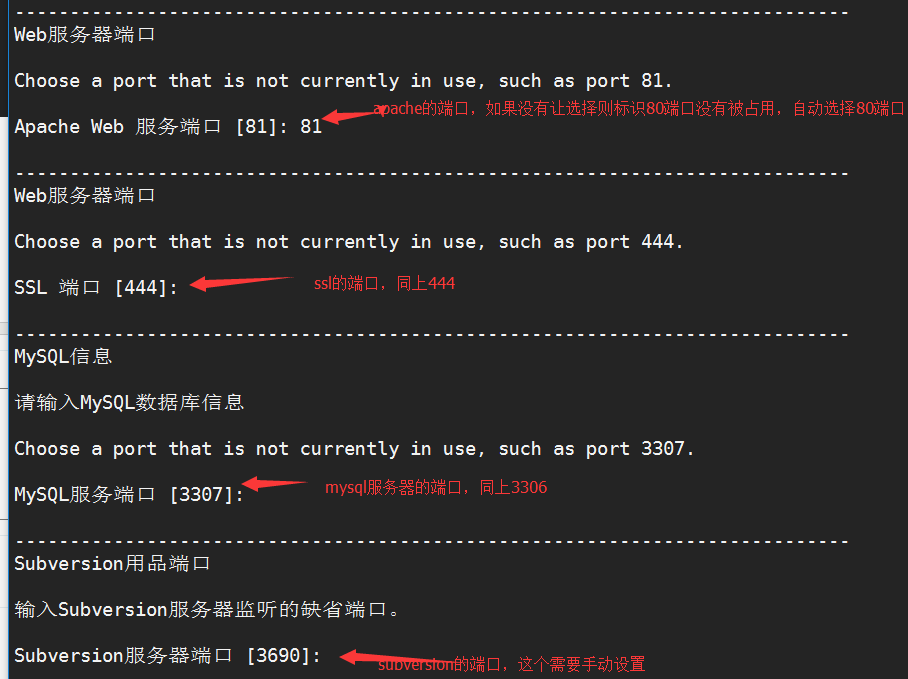 --------------------------------------------------------------------------
Web服务器端口
Choose a port that is not currently in use, such as port 81.
apache的端口，如果没有让选择则标识80端口没有被占用，自动选择80端口
Apache Web 服务端口 [81]: 81
--------------------------------------------------------------------------
Web服务器端口
Choose a port that is not currently in use, such as port 444.
SSL 端口 [444]:
ssl的端口，同上444
--------------------------------------------------------------------------
MySQL信息
请输入MySQL数据库信息
Choose a port that is not currently in use, such as port 3307.
MySQL服务端口 [3307]:
mysql服务器的端口，同上3306
--------------------------------------------------------------------------
Subversion用品端口
输入Subversion服务器监听的缺省端口。
Subversion服务器端口 [3690]:
subversion的端口，这个需要手动设置